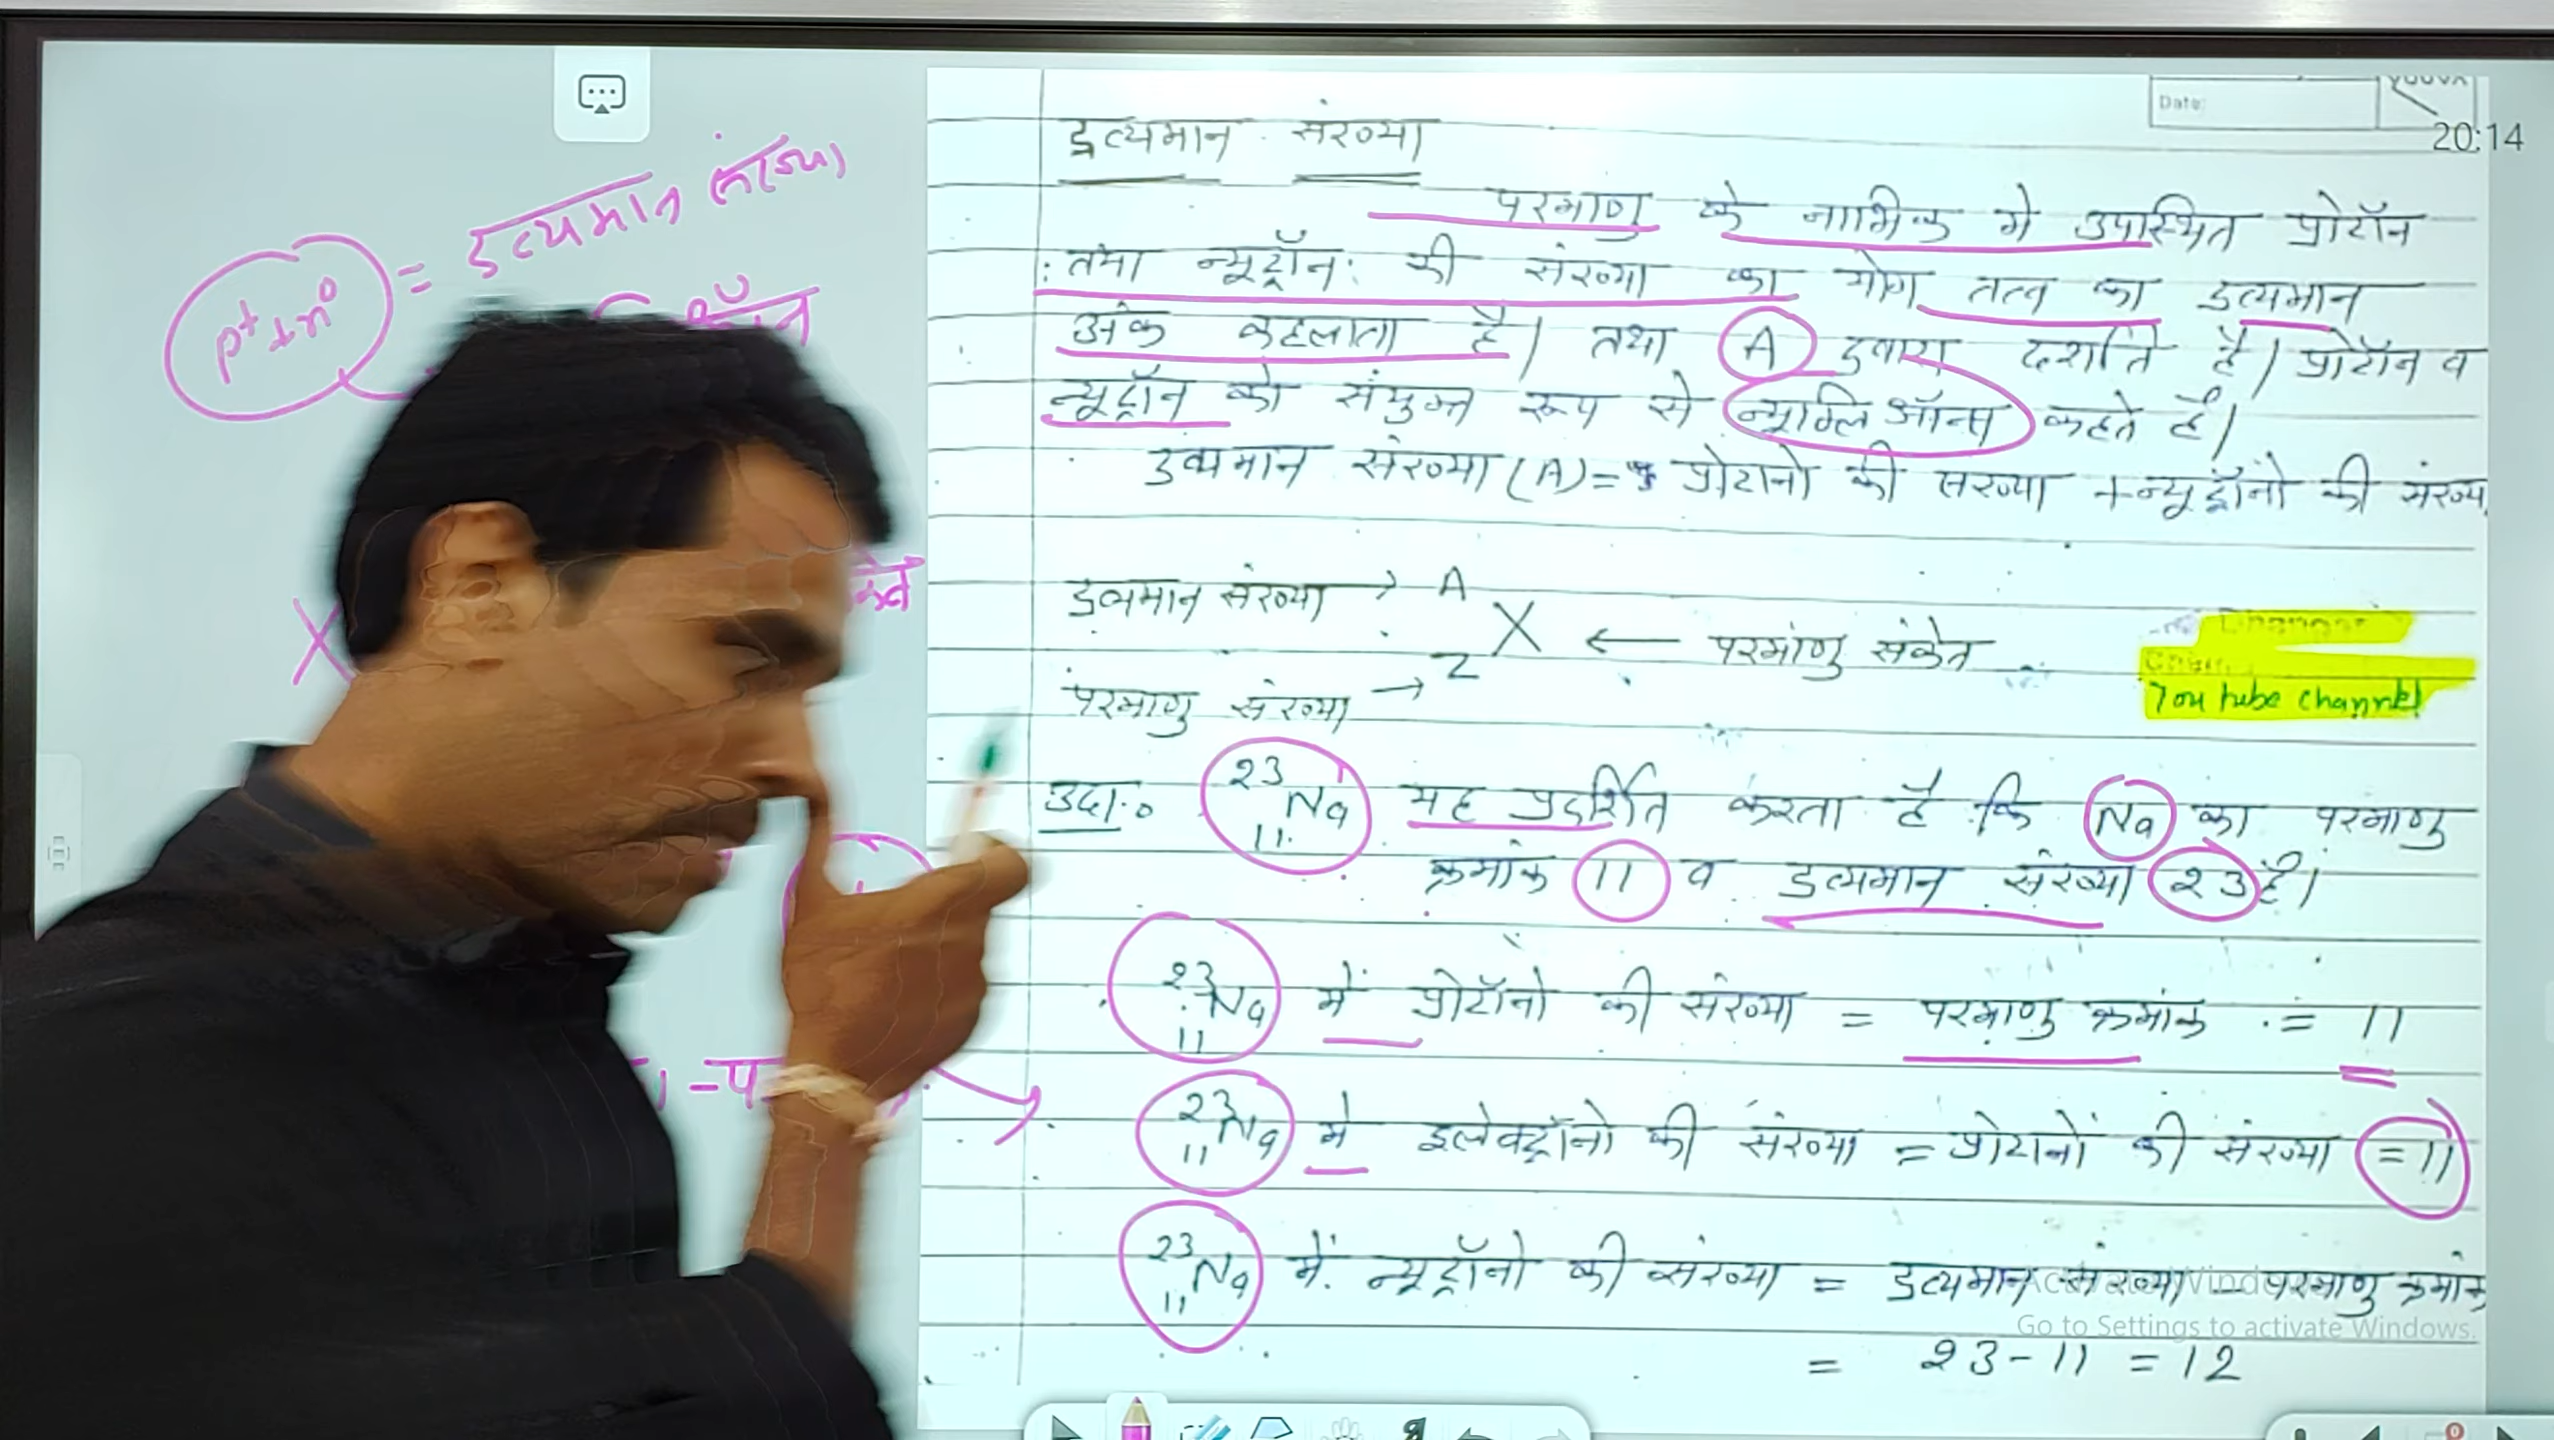 Date:
20:14
p⁺ + n⁰ = द्रव्यमान संख्या
द्रव्यमान संख्या
परमाणु के नाभिक मे उपस्थित प्रोटॉन
तथा न्यूट्रॉन की संख्या का योग तत्व का द्रव्यमान
अंक कहलाता है। तथा A द्वारा दर्शाते है। प्रोटॉन व
न्यूट्रॉन को संयुक्त रूप से न्यूक्लिऑन्स कहते हैं।
द्रव्यमान संख्या (A) = प्रोटानो की संख्या + न्यूट्रॉनो की संख्या
द्रव्यमान संख्या → A
X ← परमाणु संकेत
परमाणु संख्या → Z
You tube channel
X
उदा० 23 Na 11 यह प्रदर्शित करता है कि Na का परमाणु
क्रमांक 11 व द्रव्यमान संख्या 23 है।
23 Na 11 में प्रोटॉनो की संख्या = परमाणु क्रमांक = 11
23 Na 11 मे इलेक्ट्रॉनो की संख्या = प्रोटानों की संख्या = 11
23 Na 11 में न्यूट्रॉनो की संख्या = द्रव्यमान संख्या - परमाणु क्रमांक
Go to Settings to activate Windows.
= 23 - 11 = 12